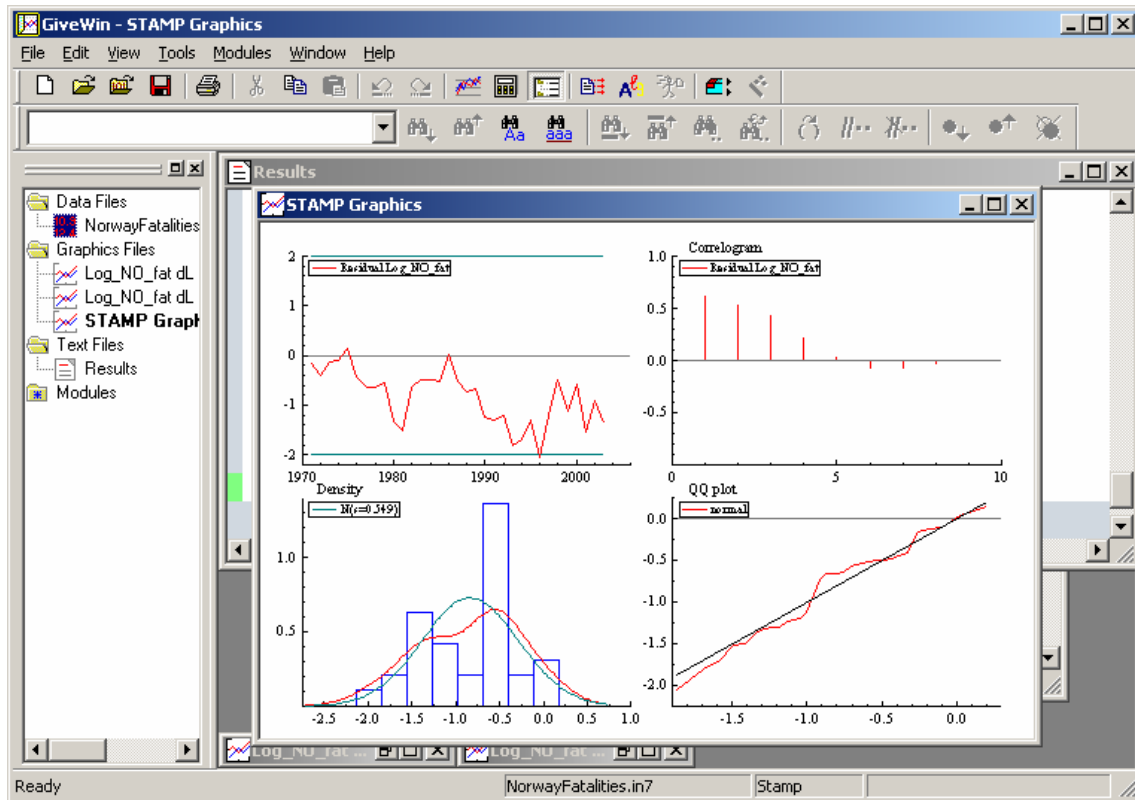 GiveWin - STAMP Graphics
File Edit View Tools Modules Window Help
Aa
aaa
Data Files
NorwayFatalities
Graphics Files
Log_NO_fat dL
Log_NO_fat dL
STAMP Grapl
Text Files
Results
Modules
Results
STAMP Graphics
2
1
0
-1
-2
Residual Log_NO_fat
1970 1980 1990 2000
Correlogram
1.0
0.5
0.0
-0.5
Residual Log_NO_fat
0 5 10
Density
N(s=0.549)
1.0
0.5
-2.5 -2.0 -1.5 -1.0 -0.5 0.0 0.5 1.0
QQ plot
normal
0.0
-0.5
-1.0
-1.5
-2.0
-1.5 -1.0 -0.5 0.0
Log_NO_fat ...
Log_NO_fat ...
Ready NorwayFatalities.in7 Stamp